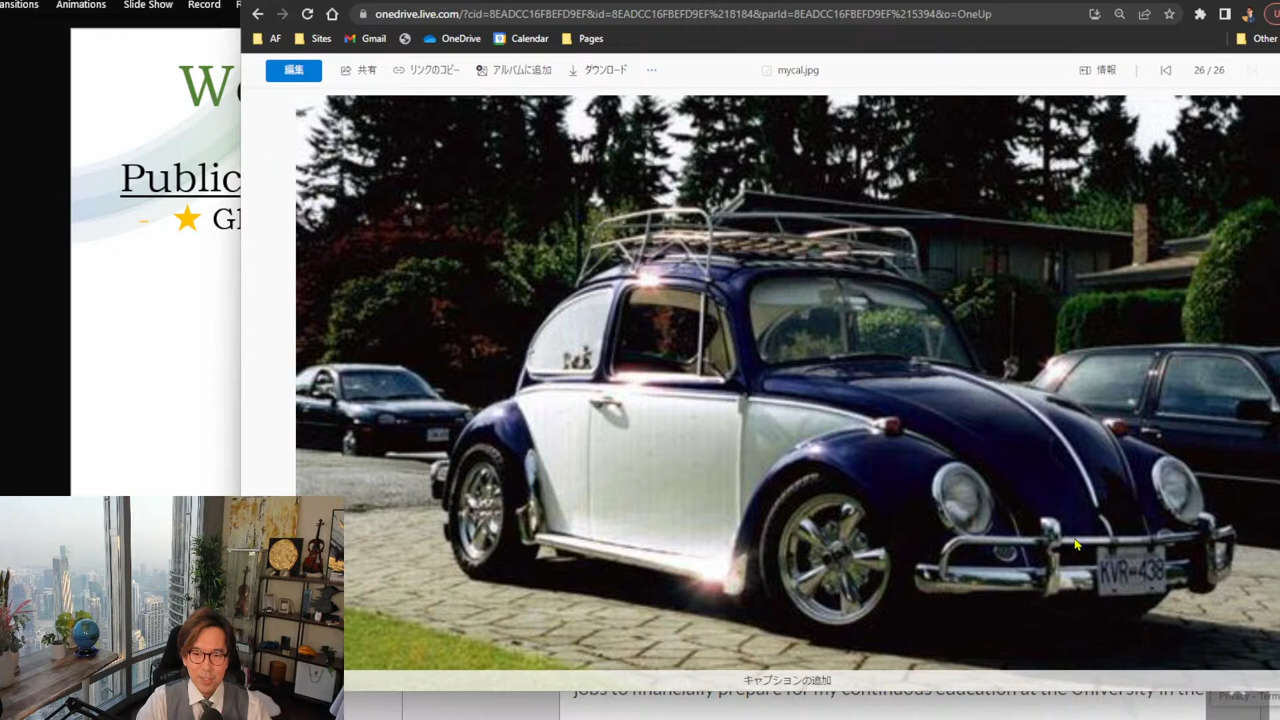 ansitions Animations Slide Show Record
onedrive.live.com/?cid=8EADCC16FBEFD9EF&id=8EADCC16FBEFD9EF%218184&parId=8EADCC16FBEFD9EF%215394&o=OneUp
AF Sites Gmail OneDrive Calendar Pages Other
編集 共有 リンクのコピー アルバムに追加 ダウンロード ··· mycal.jpg 情報 26 / 26
We
Public
- ★ Gl
KVR-438
キャプションの追加
jobs to financially prepare for my continuous education at the University in the
Privacy - Term